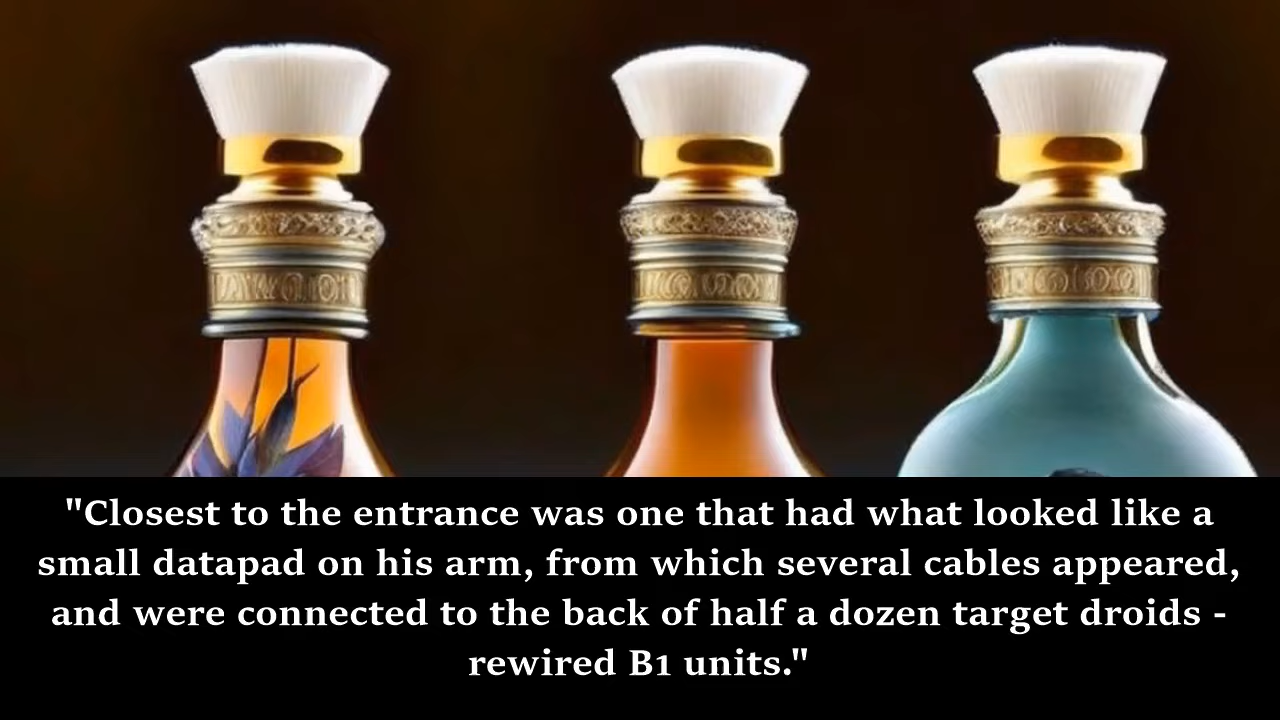 "Closest to the entrance was one that had what looked like a
small datapad on his arm, from which several cables appeared,
and were connected to the back of half a dozen target droids -
rewired B1 units."